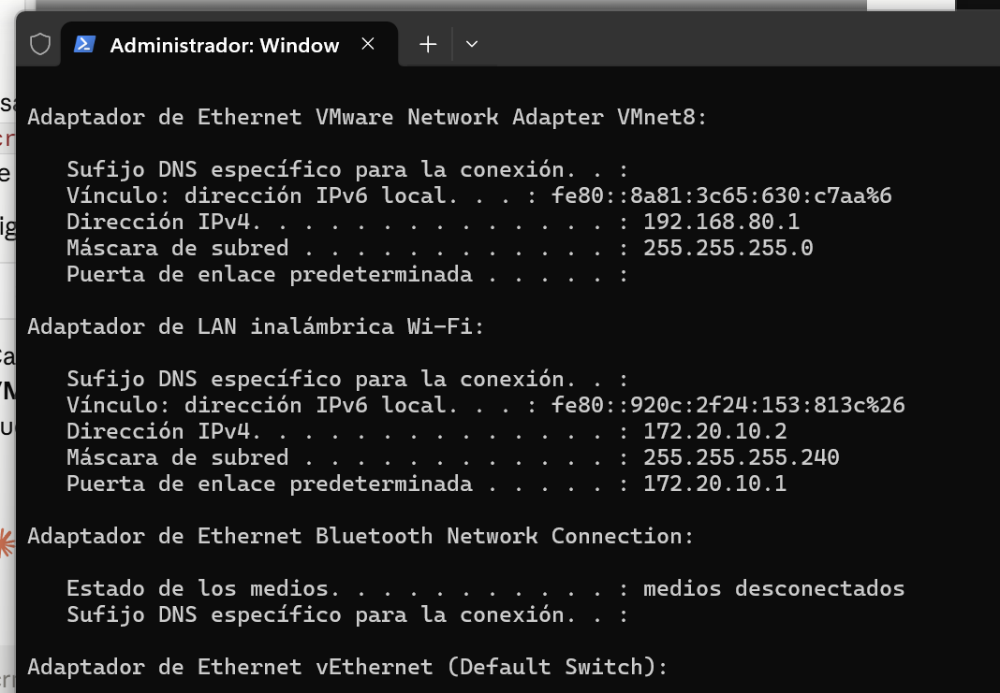 Administrador: Window
Adaptador de Ethernet VMware Network Adapter VMnet8:
Sufijo DNS específico para la conexión. . :
Vínculo: dirección IPv6 local. . . : fe80::8a81:3c65:630:c7aa%6
Dirección IPv4. . . . . . . . . . . . . . : 192.168.80.1
Máscara de subred . . . . . . . . . . . . : 255.255.255.0
Puerta de enlace predeterminada . . . . . :
Adaptador de LAN inalámbrica Wi-Fi:
Sufijo DNS específico para la conexión. . :
Vínculo: dirección IPv6 local. . . : fe80::920c:2f24:153:813c%26
Dirección IPv4. . . . . . . . . . . . . . : 172.20.10.2
Máscara de subred . . . . . . . . . . . . : 255.255.255.240
Puerta de enlace predeterminada . . . . . : 172.20.10.1
Adaptador de Ethernet Bluetooth Network Connection:
Estado de los medios. . . . . . . . . . . : medios desconectados
Sufijo DNS específico para la conexión. . :
Adaptador de Ethernet vEthernet (Default Switch):